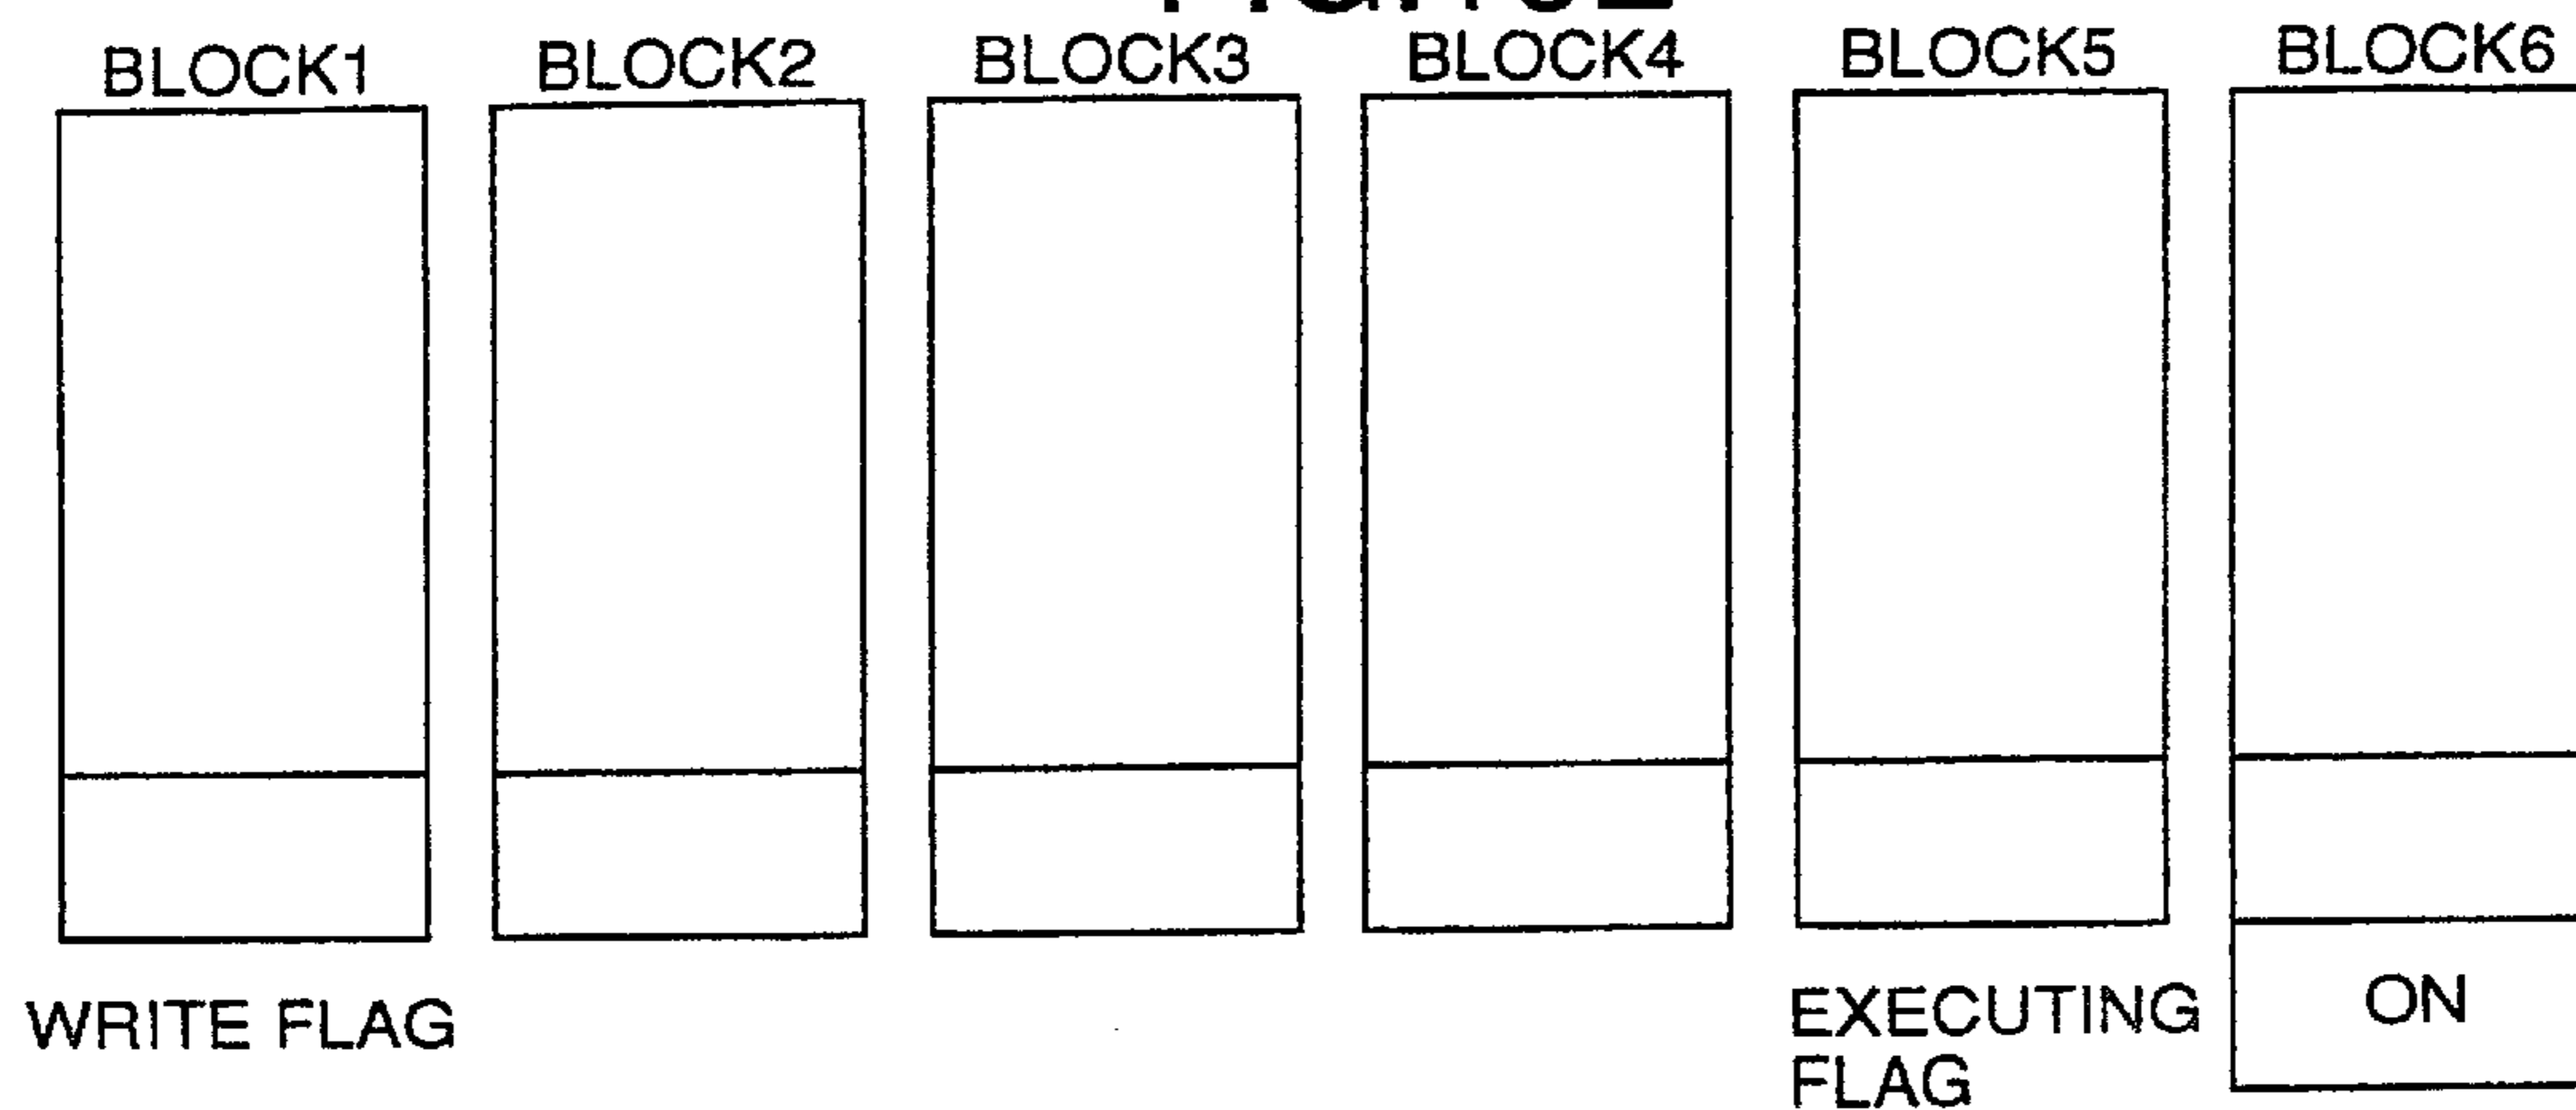 BLOCK1 BLOCK2 BLOCK3 BLOCK4 BLOCK5 BLOCK6
WRITE FLAG
EXECUTING
FLAG
ON